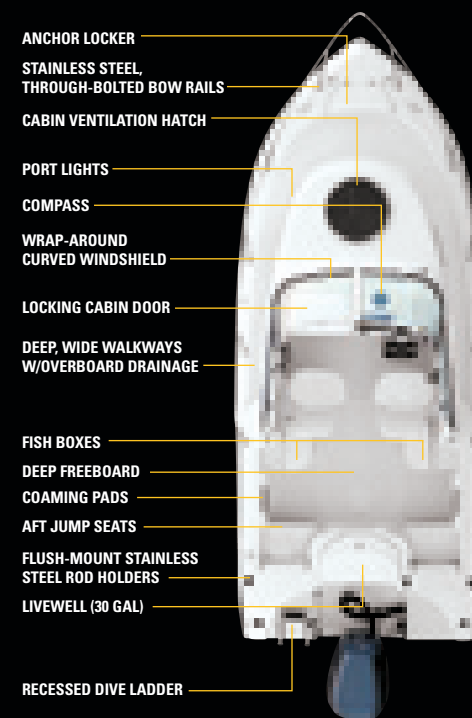 ANCHOR LOCKER
STAINLESS STEEL,
THROUGH-BOLTED BOW RAILS
CABIN VENTILATION HATCH
PORT LIGHTS
COMPASS
WRAP-AROUND
CURVED WINDSHIELD
LOCKING CABIN DOOR
DEEP, WIDE WALKWAYS
W/OVERBOARD DRAINAGE
FISH BOXES
DEEP FREEBOARD
COAMING PADS
AFT JUMP SEATS
FLUSH-MOUNT STAINLESS
STEEL ROD HOLDERS
LIVEWELL (30 GAL)
RECESSED DIVE LADDER